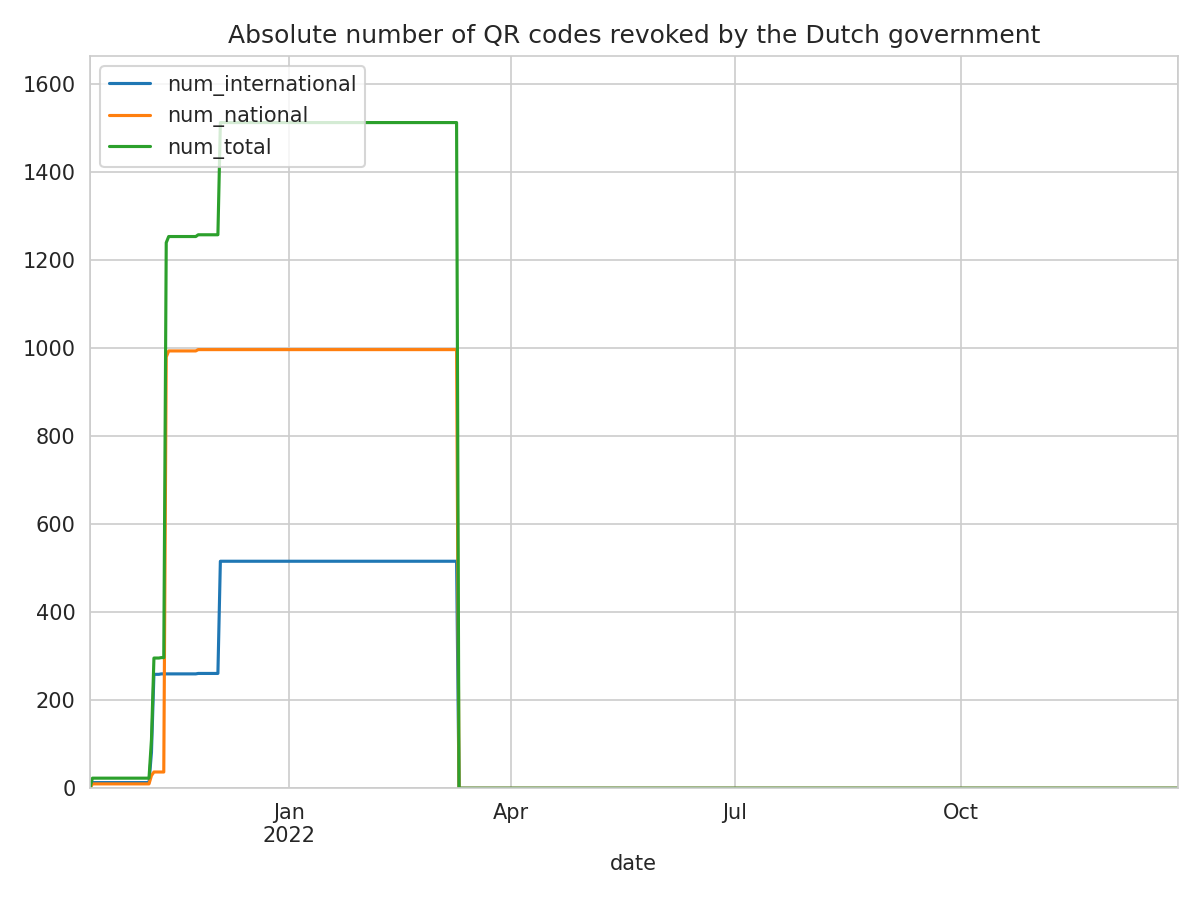 Absolute number of QR codes revoked by the Dutch government
num_international
num_national
num_total
1600
1400
1200
1000
800
600
400
200
0
Jan
2022
Apr
Jul
Oct
date